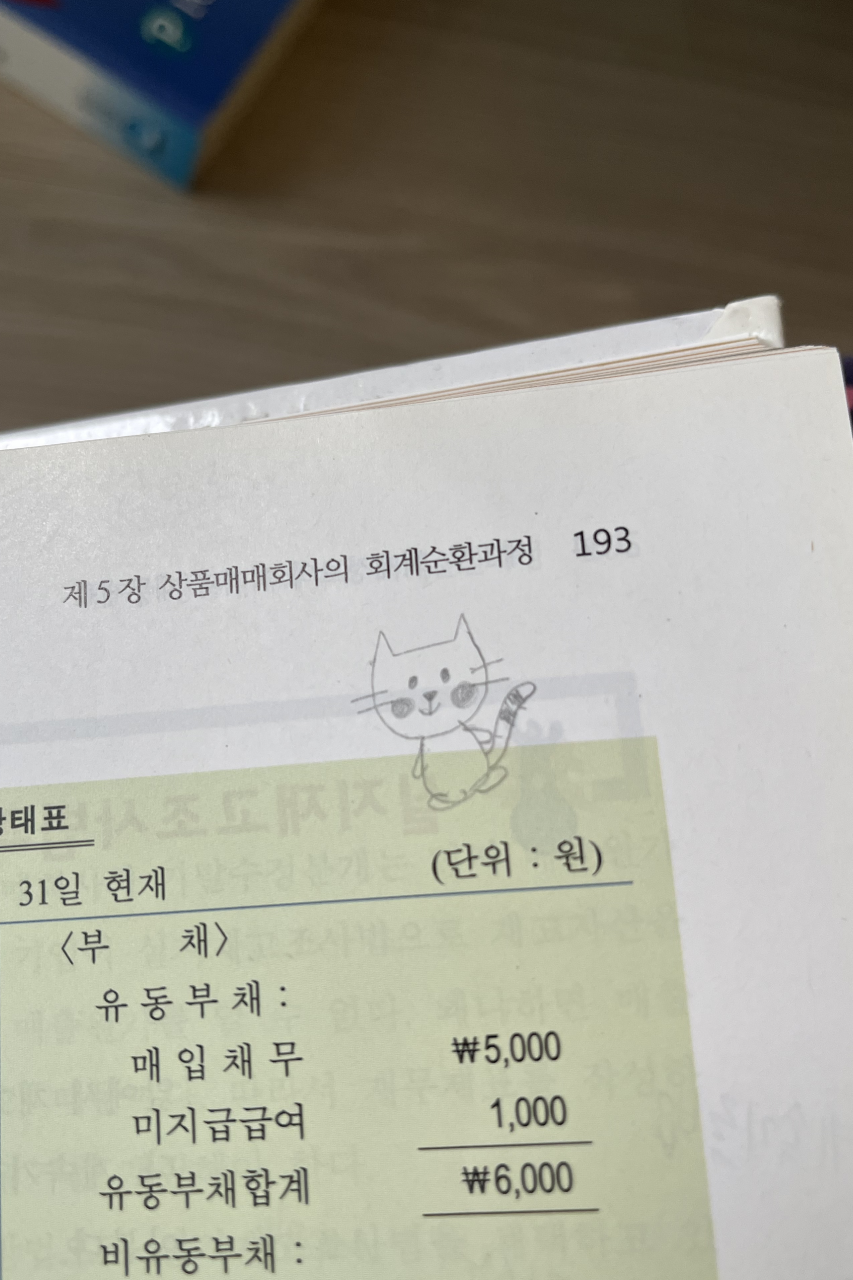 제 5 장 상품매매회사의 회계순환과정 193
태표
31일 현재 (단위 : 원)
〈부 채〉
유 동 부 채 :
매 입 채 무 ₩5,000
미지급급여 1,000
유동부채합계 ₩6,000
비유동부채 :